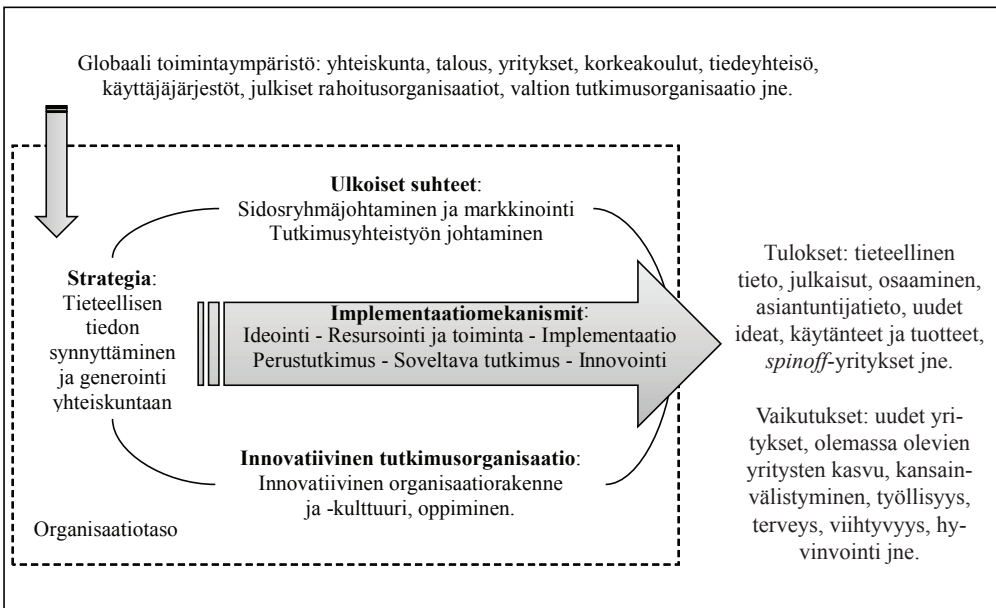 Globaali toimintaympäristö: yhteiskunta, talous, yritykset, korkeakoulut, tiedeyhteisö,
käyttäjäjärjestöt, julkiset rahoitusorganisaatiot, valtion tutkimusorganisaatio jne.
Ulkoiset suhteet:
Sidosryhmäjohtaminen ja markkinointi
Tutkimusyhteistyön johtaminen
Strategia:
Tieteellisen
tiedon
synnyttäminen
ja generointi
yhteiskuntaan
Implementaatiomekanismit:
Ideointi - Resursointi ja toiminta - Implementaatio
Perustutkimus - Soveltava tutkimus - Innovointi
Innovatiivinen tutkimusorganisaatio:
Innovatiivinen organisaatiorakenne
ja -kulttuuri, oppiminen.
Organisaatiotaso
Tulokset: tieteellinen
tieto, julkaisut, osaaminen,
asiantuntijatieto, uudet
ideat, käytänteet ja tuotteet,
spinoff-yritykset jne.
Vaikutukset: uudet yri-
tykset, olemassa olevien
yritysten kasvu, kansain-
välistyminen, työllisyys,
terveys, viihtyvyys, hy-
vinvointi jne.